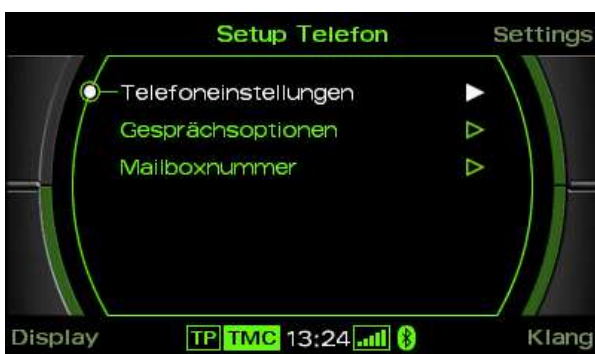 Setup Telefon Settings
Telefoneinstellungen
Gesprächsoptionen
Mailboxnummer
Display TP TMC 13:24 Klang